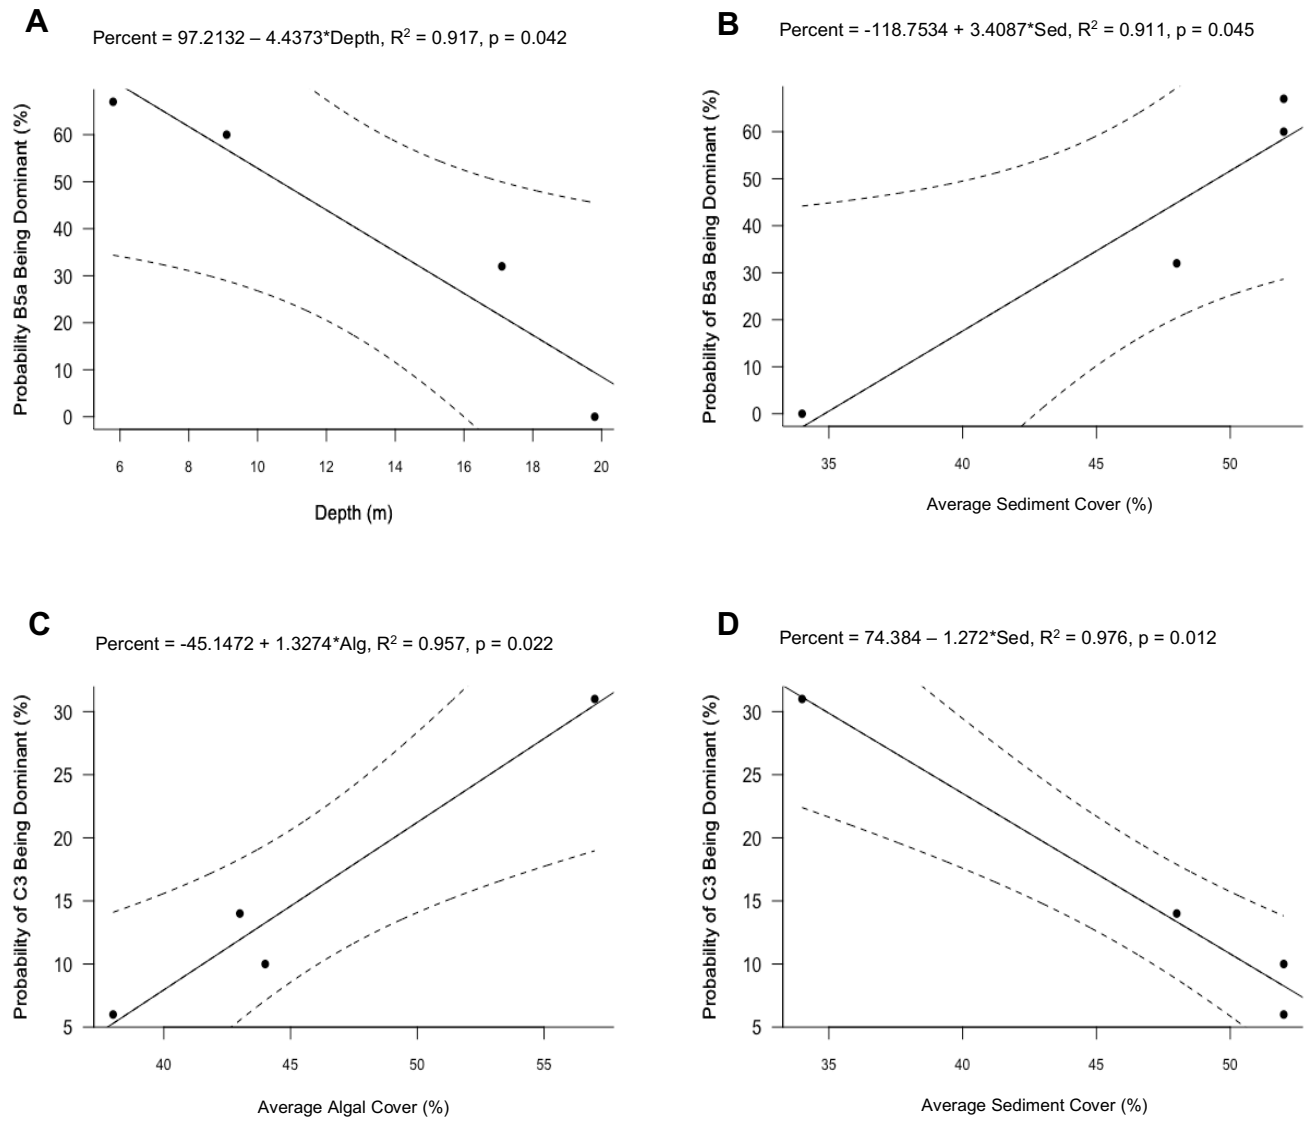 A
Percent = 97.2132 – 4.4373*Depth, R² = 0.917, p = 0.042
Probability B5a Being Dominant (%)
60
50
40
30
20
10
0
6 8 10 12 14 16 18 20
Depth (m)
B
Percent = -118.7534 + 3.4087*Sed, R² = 0.911, p = 0.045
Probability of B5a Being Dominant (%)
60
50
40
30
20
10
0
35 40 45 50
Average Sediment Cover (%)
C
Percent = -45.1472 + 1.3274*Alg, R² = 0.957, p = 0.022
Probability of C3 Being Dominant (%)
30
25
20
15
10
5
40 45 50 55
Average Algal Cover (%)
D
Percent = 74.384 – 1.272*Sed, R² = 0.976, p = 0.012
Probability of C3 Being Dominant (%)
30
25
20
15
10
5
35 40 45 50
Average Sediment Cover (%)